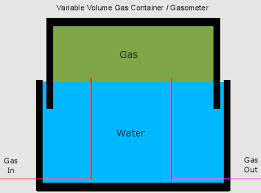 Variable Volume Gas Container / Gasometer
Gas
Water
Gas
In
Gas
Out